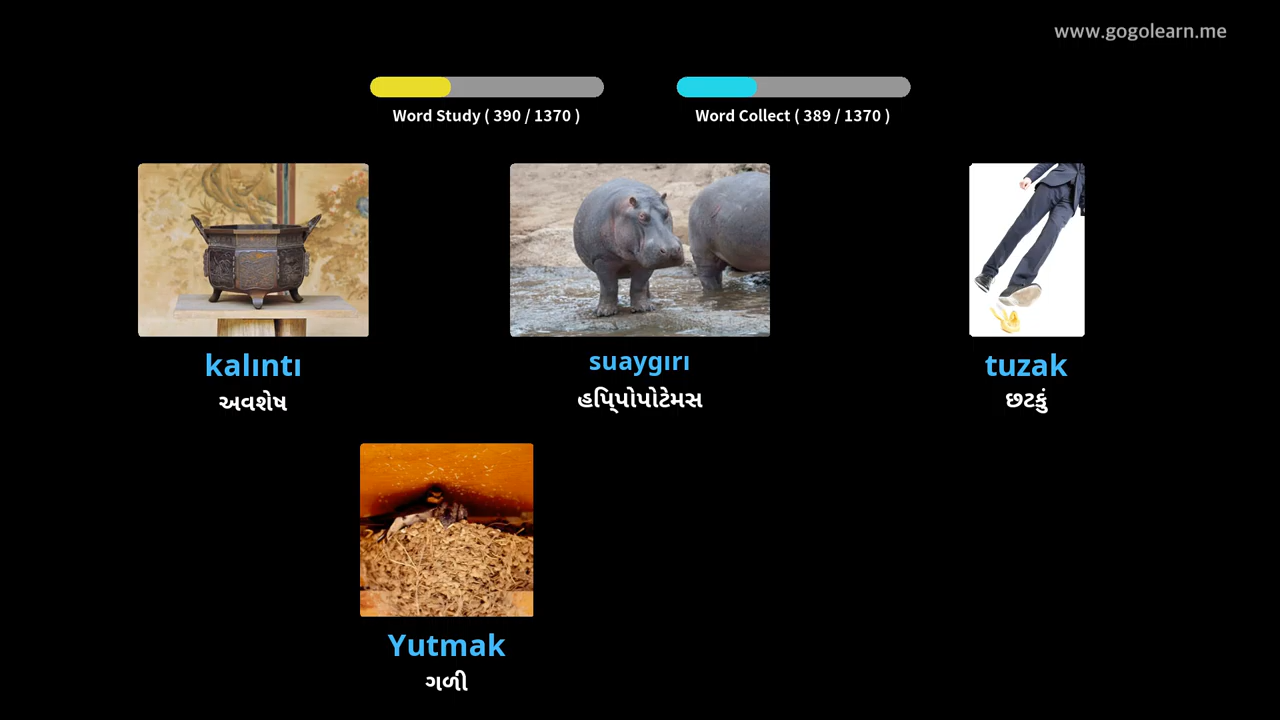 www.gogolearn.me
Word Study ( 390 / 1370 )
Word Collect ( 389 / 1370 )
kalıntı
અવશેષ
suaygırı
હિપ્પોપોટેમસ
tuzak
છટકું
Yutmak
ગળી